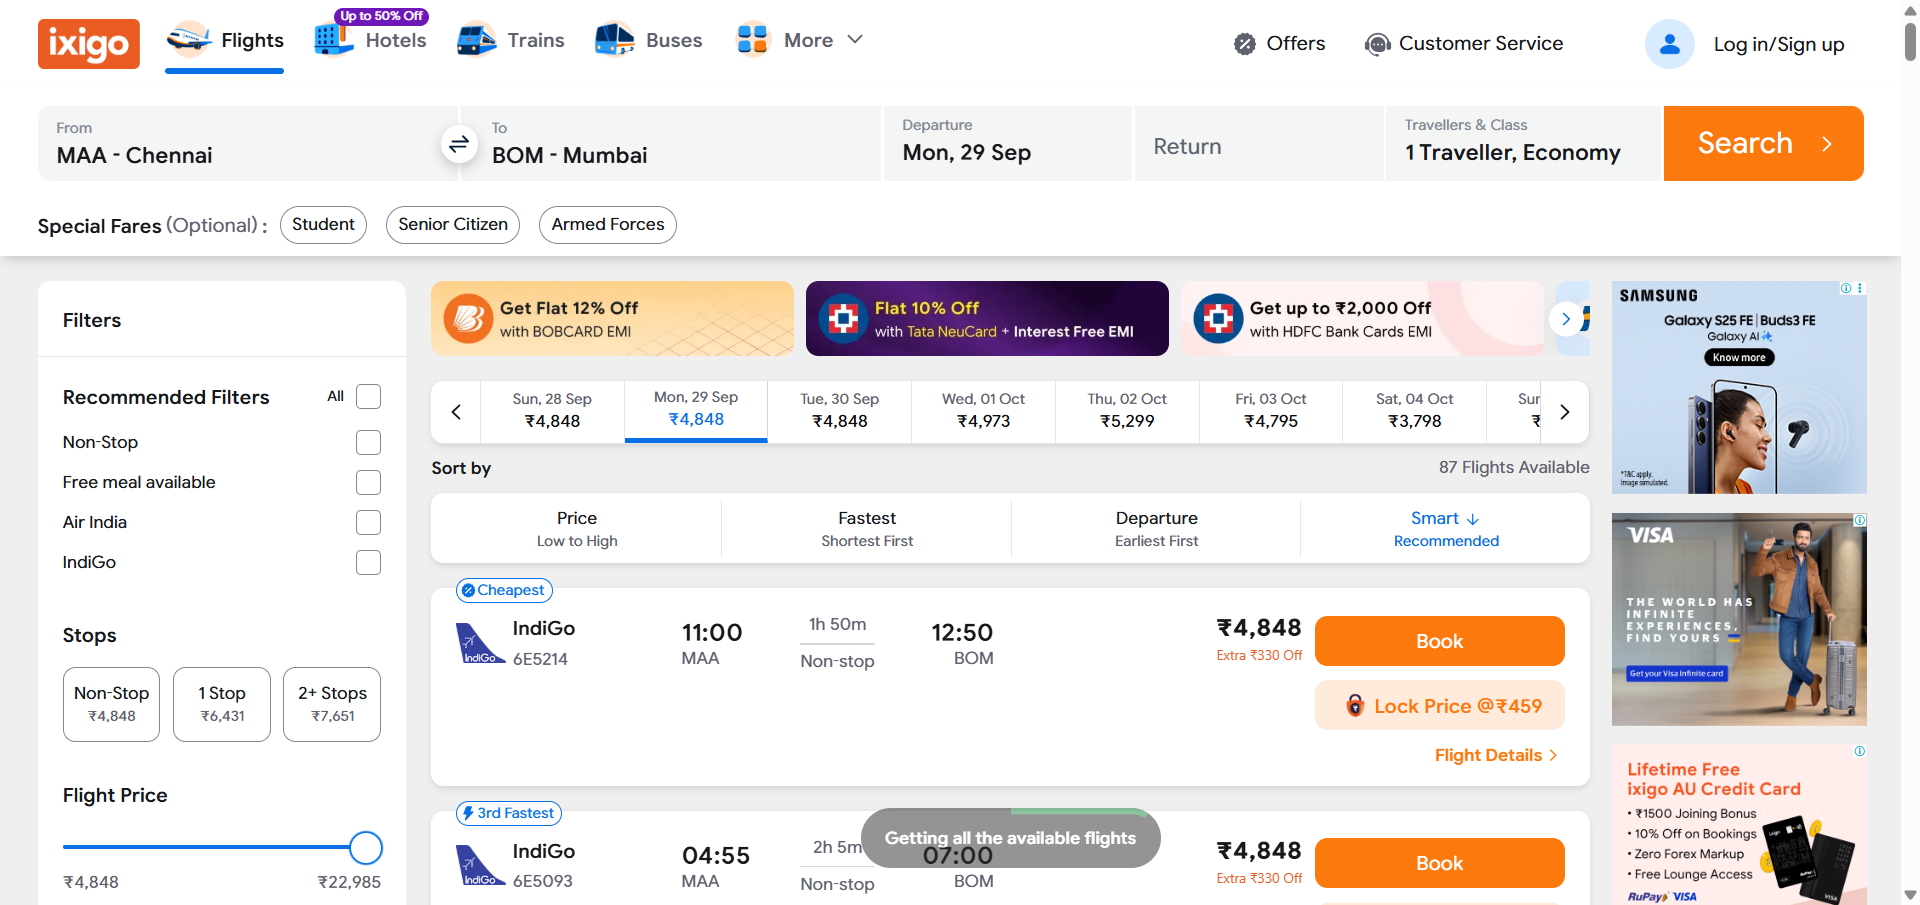 ixigo
Flights
Up to 50% Off
Hotels
Trains
Buses
More
Offers
Customer Service
Log in/Sign up
From
MAA - Chennai
To
BOM - Mumbai
Departure
Mon, 29 Sep
Return
Travellers & Class
1 Traveller, Economy
Search
Special Fares (Optional) :
Student
Senior Citizen
Armed Forces
Filters
Recommended Filters
All
Non-Stop
Free meal available
Air India
IndiGo
Stops
Non-Stop
₹4,848
1 Stop
₹6,431
2+ Stops
₹7,651
Flight Price
₹4,848
₹22,985
Get Flat 12% Off
with BOBCARD EMI
Flat 10% Off
with Tata NeuCard + Interest Free EMI
Get up to ₹2,000 Off
with HDFC Bank Cards EMI
Sun, 28 Sep
₹4,848
Mon, 29 Sep
₹4,848
Tue, 30 Sep
₹4,848
Wed, 01 Oct
₹4,973
Thu, 02 Oct
₹5,299
Fri, 03 Oct
₹4,795
Sat, 04 Oct
₹3,798
Sun
₹
Sort by
87 Flights Available
Price
Low to High
Fastest
Shortest First
Departure
Earliest First
Smart
Recommended
Cheapest
IndiGo
IndiGo
6E5214
11:00
MAA
1h 50m
Non-stop
12:50
BOM
₹4,848
Extra ₹330 Off
Book
Lock Price @₹459
Flight Details
3rd Fastest
IndiGo
IndiGo
6E5093
04:55
MAA
2h 5m
Non-stop
07:00
BOM
Getting all the available flights
₹4,848
Extra ₹330 Off
Book
SAMSUNG
Galaxy S25 FE | Buds3 FE
Galaxy AI
Know more
*T&C apply.
Image simulated.
VISA
THE WORLD HAS
INFINITE
EXPERIENCES,
FIND YOURS
Get your Visa Infinite card
Lifetime Free
ixigo AU Credit Card
• ₹1500 Joining Bonus
• 10% Off on Bookings
• Zero Forex Markup
• Free Lounge Access
RuPay VISA